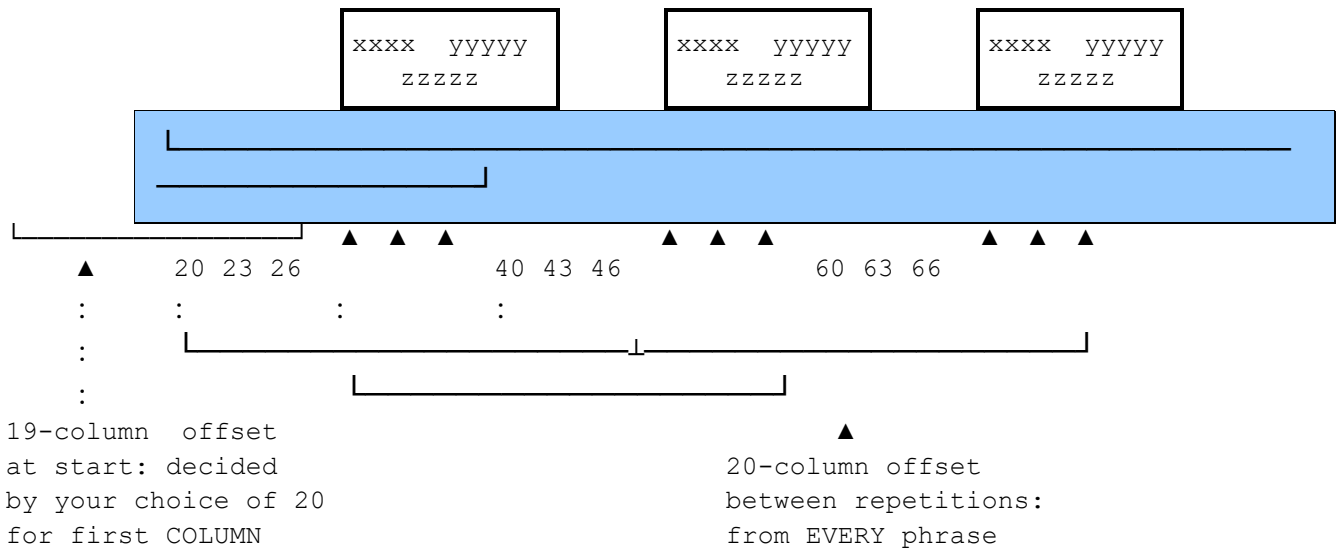 xxxx yyyyy xxxx yyyyy xxxx yyyyy
zzzzz zzzzz zzzzz
▲ ▲ ▲ ▲ ▲ ▲ ▲ ▲ ▲
▲ 20 23 26 40 43 46 60 63 66
: : : :
:
:
19-column offset ▲
at start: decided 20-column offset
by your choice of 20 between repetitions:
for first COLUMN from EVERY phrase